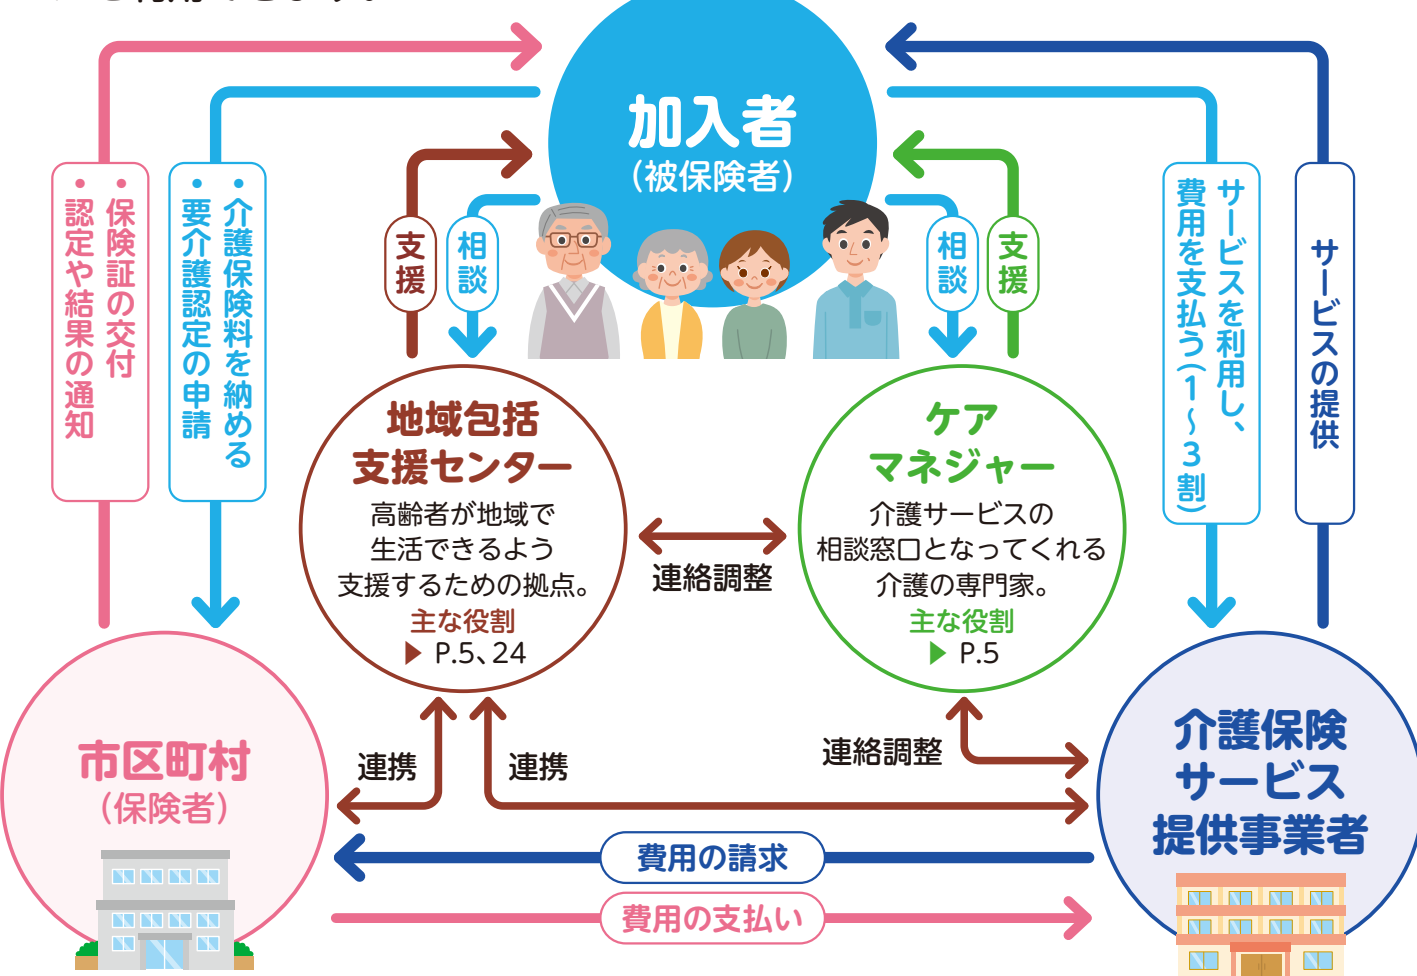 加入者
（被保険者）
支援
相談
相談
支援
・保険証の交付
・認定や結果の通知
・介護保険料を納める
・要介護認定の申請
サービスを利用し、
費用を支払う（1～3割）
サービスの提供
地域包括
支援センター
高齢者が地域で
生活できるよう
支援するための拠点。
主な役割
▶ P.5、24
連絡調整
ケア
マネジャー
介護サービスの
相談窓口となってくれる
介護の専門家。
主な役割
▶ P.5
市区町村
（保険者）
連携
連携
連絡調整
介護保険
サービス
提供事業者
費用の請求
費用の支払い